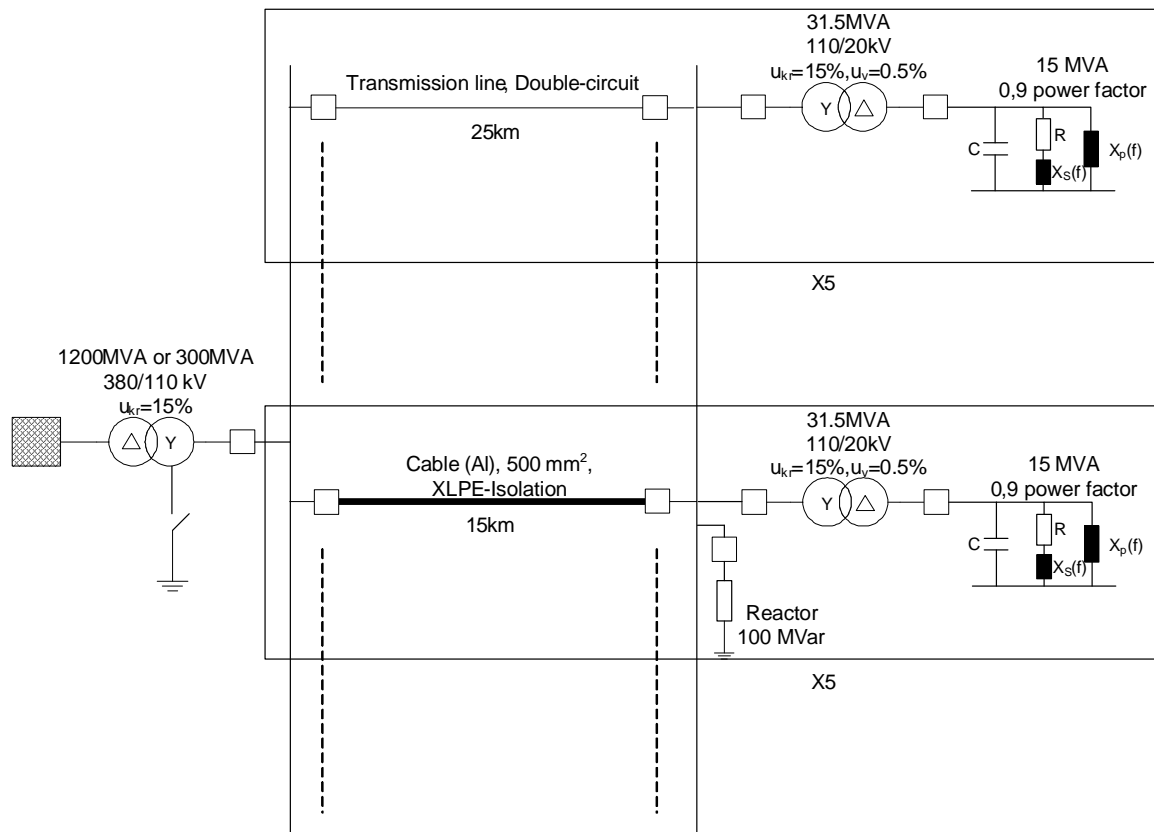 31.5MVA
110/20kV
uₖᵣ=15%,uᵥ=0.5%
15 MVA
0,9 power factor
Transmission line, Double-circuit
25km
Y
△
C
R
Xₛ(f)
Xₚ(f)
X5
1200MVA or 300MVA
380/110 kV
uₖᵣ=15%
△
Y
31.5MVA
110/20kV
uₖᵣ=15%,uᵥ=0.5%
15 MVA
0,9 power factor
Cable (Al), 500 mm²,
XLPE-Isolation
15km
Y
△
C
R
Xₛ(f)
Xₚ(f)
Reactor
100 MVar
X5